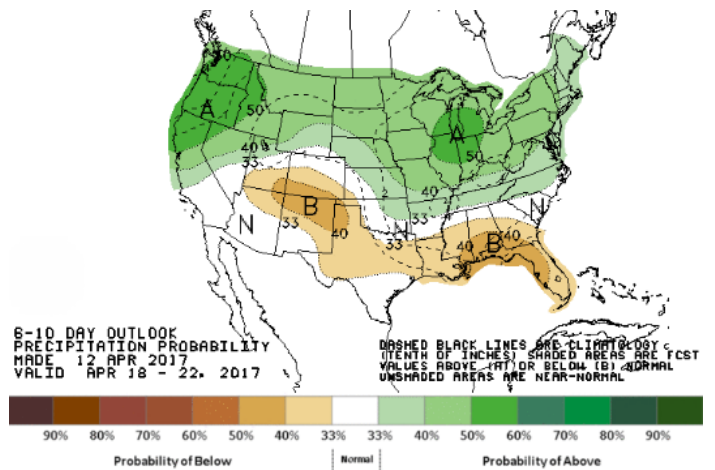 50
A
50
40
33
A
50
40
33
B
33
40
N
N
33
N
40
40
B
6-10 DAY OUTLOOK
PRECIPITATION PROBABILITY
MADE 12 APR 2017
VALID APR 18 - 22, 2017
DASHED BLACK LINES ARE CLIMATOLOGY
(TENTH OF INCHES) SHADED AREAS ARE FCST
VALUES ABOVE (A) OR BELOW (B) NORMAL
UNSHADED AREAS ARE NEAR-NORMAL
90% 80% 70% 60% 50% 40% 33% 33% 40% 50% 60% 70% 80% 90%
Probability of Below Normal Probability of Above